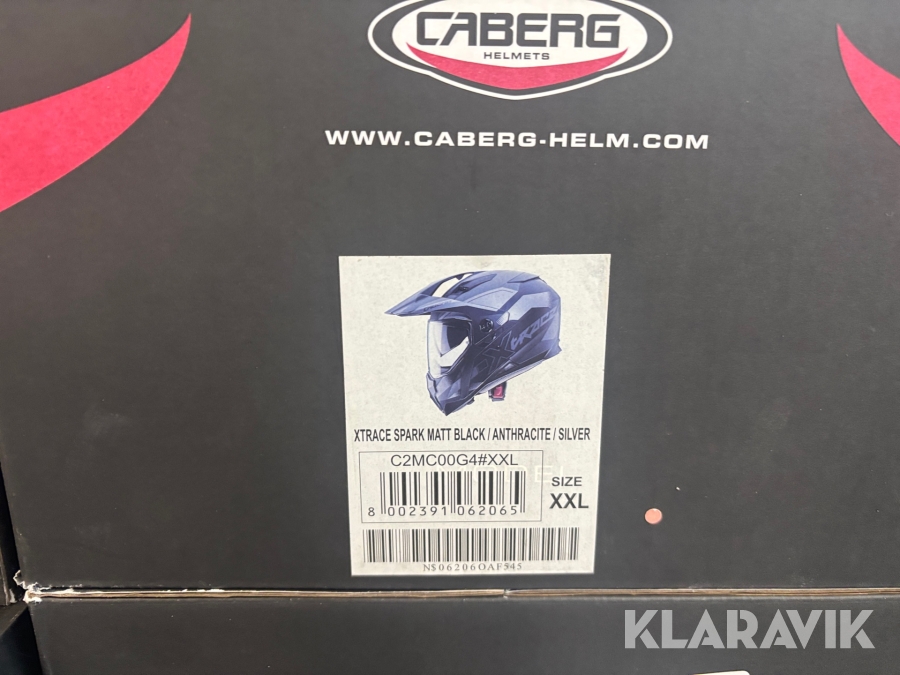 CABERG
HELMETS
WWW.CABERG-HELM.COM
XTRACE SPARK MATT BLACK / ANTHRACITE / SILVER
C2MC00G4#XXL
SIZE
XXL
8 002391 062065
N$06206OAF545
KLARAVIK